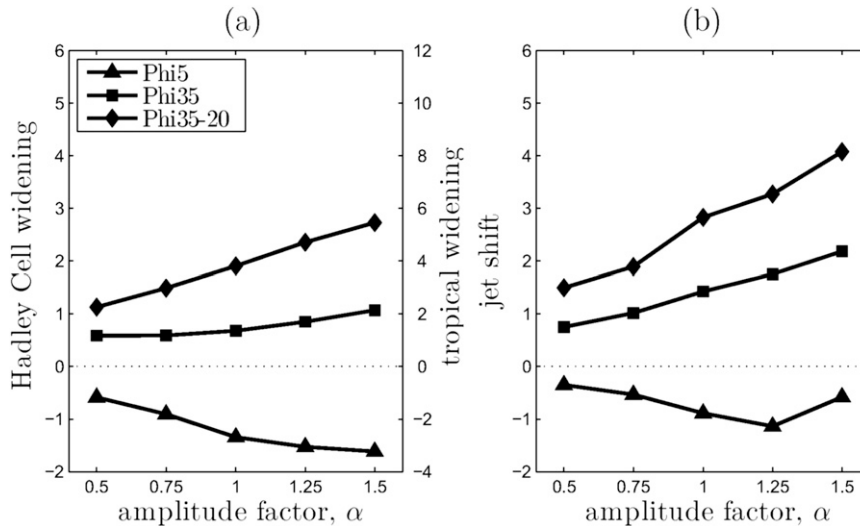 (a)
(b)
Hadley Cell widening
6
5
4
3
2
1
0
−1
−2
Phi5
Phi35
Phi35-20
12
10
8
6
4
2
0
−2
−4
tropical widening
0.5 0.75 1 1.25 1.5
amplitude factor, α
jet shift
6
5
4
3
2
1
0
−1
−2
0.5 0.75 1 1.25 1.5
amplitude factor, α